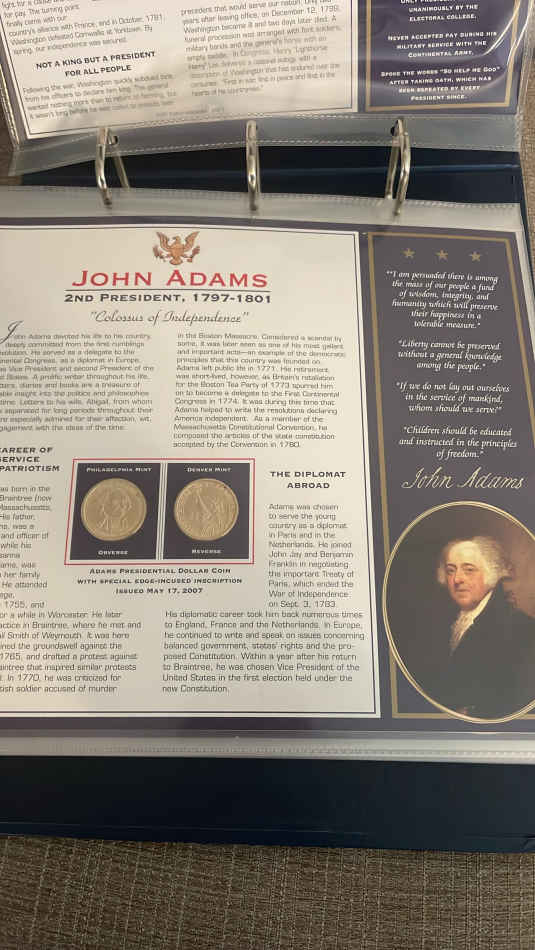 fight for a cause
for pay. The turning point
finally came with our
country's alliance with France, and in October, 1781,
Washington defeated Cornwallis at Yorktown. By
spring, our independence was secured.
NOT A KING BUT A PRESIDENT
FOR ALL PEOPLE
Following the war, Washington quickly subdued talk
from his officers to declare him king. The general
wanted nothing more than to return to farming, but
it wasn't long before he was called to
precedent that would serve our nation. Only two
years after leaving office, on December 12, 1799,
Washington became ill and two days later died. A
funeral procession was arranged with foot soldiers,
military bands and the general's horse with an
empty saddle. In Congress, Henry "Lighthorse
Harry" Lee delivered a national eulogy with a
description of Washington that has endured over the
centuries: "First in war, first in peace and first in the
hearts of his countrymen."
UNANIMOUSLY BY THE
ELECTORAL COLLEGE.
NEVER ACCEPTED PAY DURING HIS
MILITARY SERVICE WITH THE
CONTINENTAL ARMY.
SPOKE THE WORDS "SO HELP ME GOD"
AFTER TAKING OATH, WHICH HAS
BEEN REPEATED BY EVERY
PRESIDENT SINCE.
JOHN ADAMS
2ND PRESIDENT, 1797-1801
"Colossus of Independence"
John Adams devoted his life to his country,
deeply committed from the first rumblings
He served as a delegate to the
Congress, as a diplomat in Europe,
Vice President and second President of the
States. A prolific writer throughout his life,
diaries and books are a treasure of
insight into the politics and philosophies
time. Letters to his wife, Abigail, from whom
separated for long periods throughout their
especially admired for their affection, wit,
with the ideas of the time.
CAREER OF
SERVICE
PATRIOTISM
was born in the
Braintree (now
Massachusetts,
His father,
was a
and officer of
while his
Adams, was
her family
He attended
1755, and
for a while in Worcester. He later
practice in Braintree, where he met and
Smith of Weymouth. It was here
the groundswell against the
1765, and drafted a protest against
Braintree that inspired similar protests
In 1770, he was criticized for
British soldier accused of murder
in the Boston Massacre. Considered a scandal by
some, it was later seen as one of his most gallant
and important acts—an example of the democratic
principles that this country was founded on.
Adams left public life in 1771. His retirement
was short-lived, however, as Britain's retaliation
for the Boston Tea Party of 1773 spurred him
on to become a delegate to the First Continental
Congress in 1774. It was during this time that
Adams helped to write the resolutions declaring
America independent. As a member of the
Massachusetts Constitutional Convention, he
composed the articles of the state constitution
accepted by the Convention in 1780.
PHILADELPHIA MINT
DENVER MINT
OBVERSE
REVERSE
ADAMS PRESIDENTIAL DOLLAR COIN
WITH SPECIAL EDGE-INCUSED INSCRIPTION
ISSUED MAY 17, 2007
THE DIPLOMAT
ABROAD
Adams was chosen
to serve the young
country as a diplomat
in Paris and in the
Netherlands. He joined
John Jay and Benjamin
Franklin in negotiating
the important Treaty of
Paris, which ended the
War of Independence
on Sept. 3, 1783.
His diplomatic career took him back numerous times
to England, France and the Netherlands. In Europe,
he continued to write and speak on issues concerning
balanced government, states' rights and the pro-
posed Constitution. Within a year after his return
to Braintree, he was chosen Vice President of the
United States in the first election held under the
new Constitution.
"I am persuaded there is among
the mass of our people a fund
of wisdom, integrity, and
humanity which will preserve
their happiness in a
tolerable measure."
"Liberty cannot be preserved
without a general knowledge
among the people."
"If we do not lay out ourselves
in the service of mankind,
whom should we serve?"
"Children should be educated
and instructed in the principles
of freedom."
John Adams